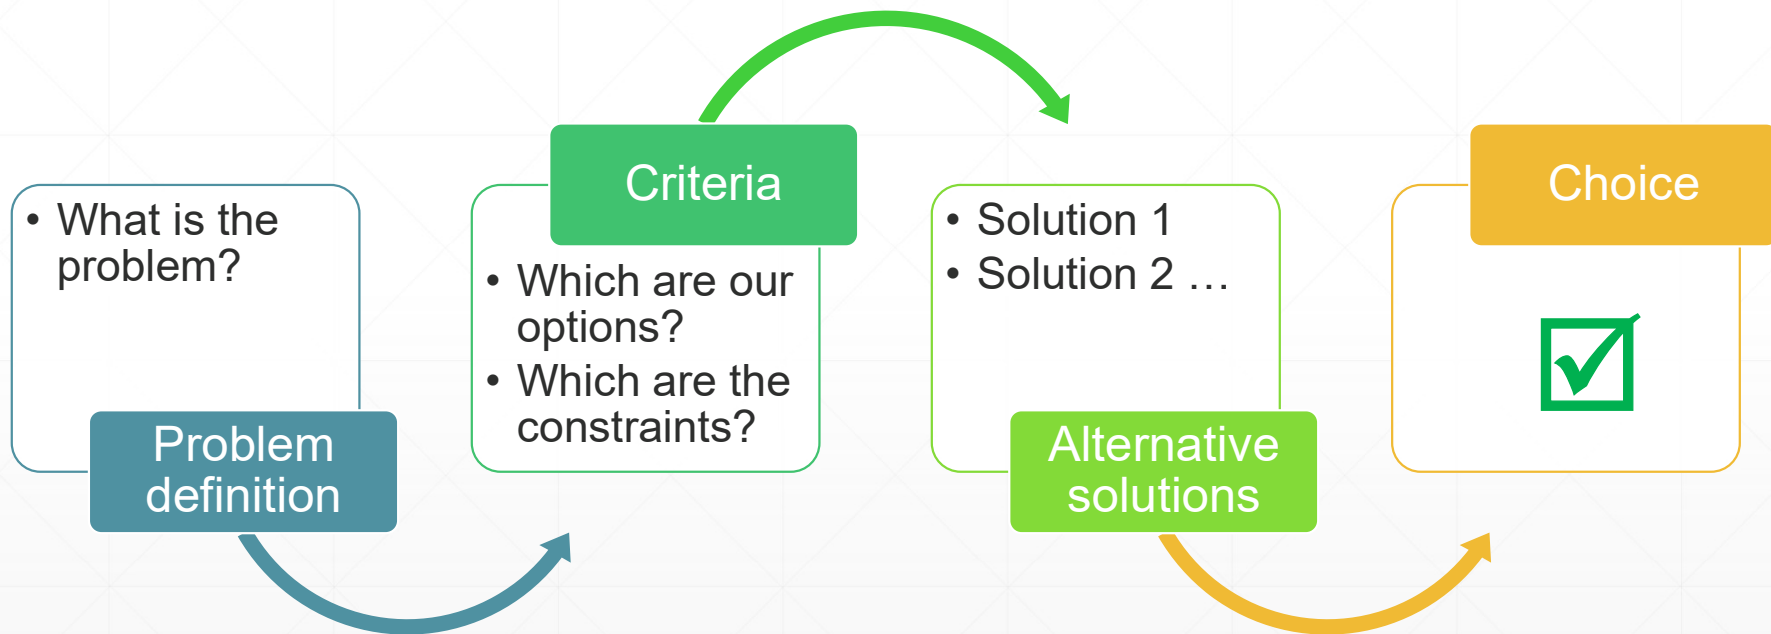 • What is the
problem?
Problem
definition
Criteria
• Which are our
options?
• Which are the
constraints?
• Solution 1
• Solution 2 …
Alternative
solutions
Choice